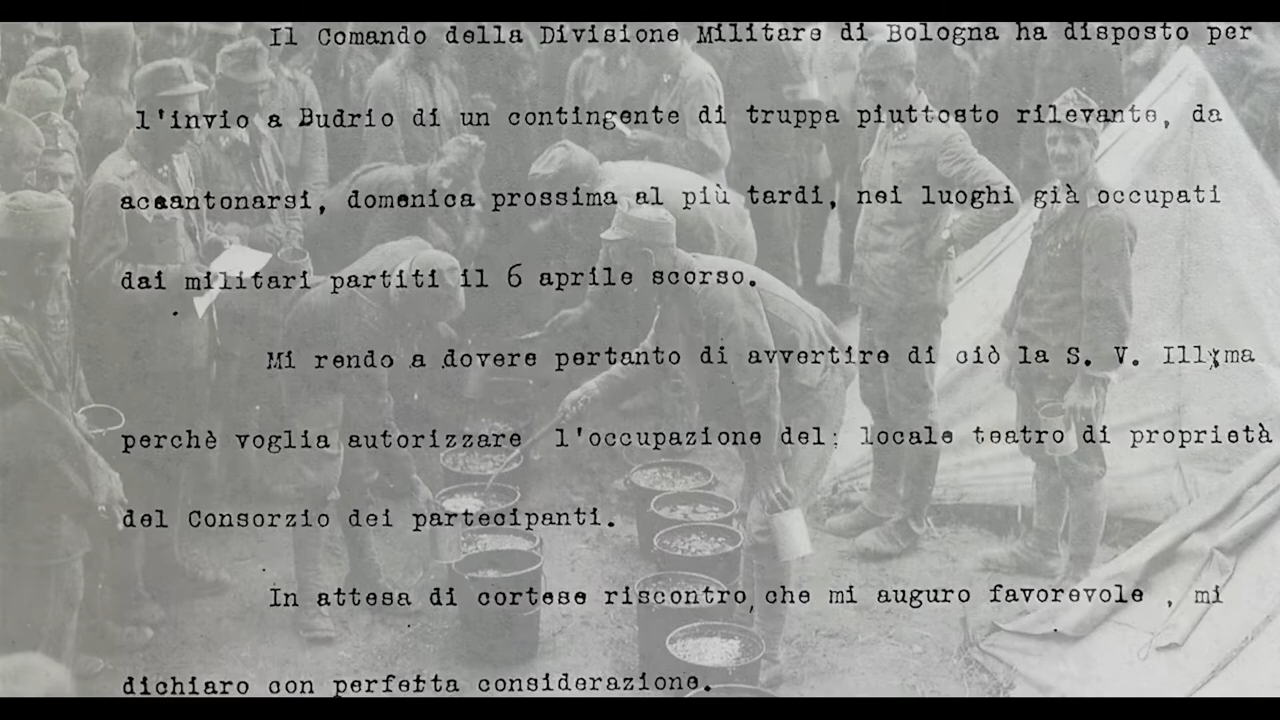 Il Comando della Divisione Militare di Bologna ha disposto per
l'invio a Budrio di un contingente di truppa piuttosto rilevante, da
accantonarsi, domenica prossima al più tardi, nei luoghi già occupati
dai militari partiti il 6 aprile scorso.
Mi rendo a dovere pertanto di avvertire di ciò la S. V. Ill.ma
perchè voglia autorizzare l'occupazione del locale teatro di proprietà
del Consorzio dei partecipanti.
In attesa di cortese riscontro, che mi auguro favorevole , mi
dichiaro con perfetta considerazione.